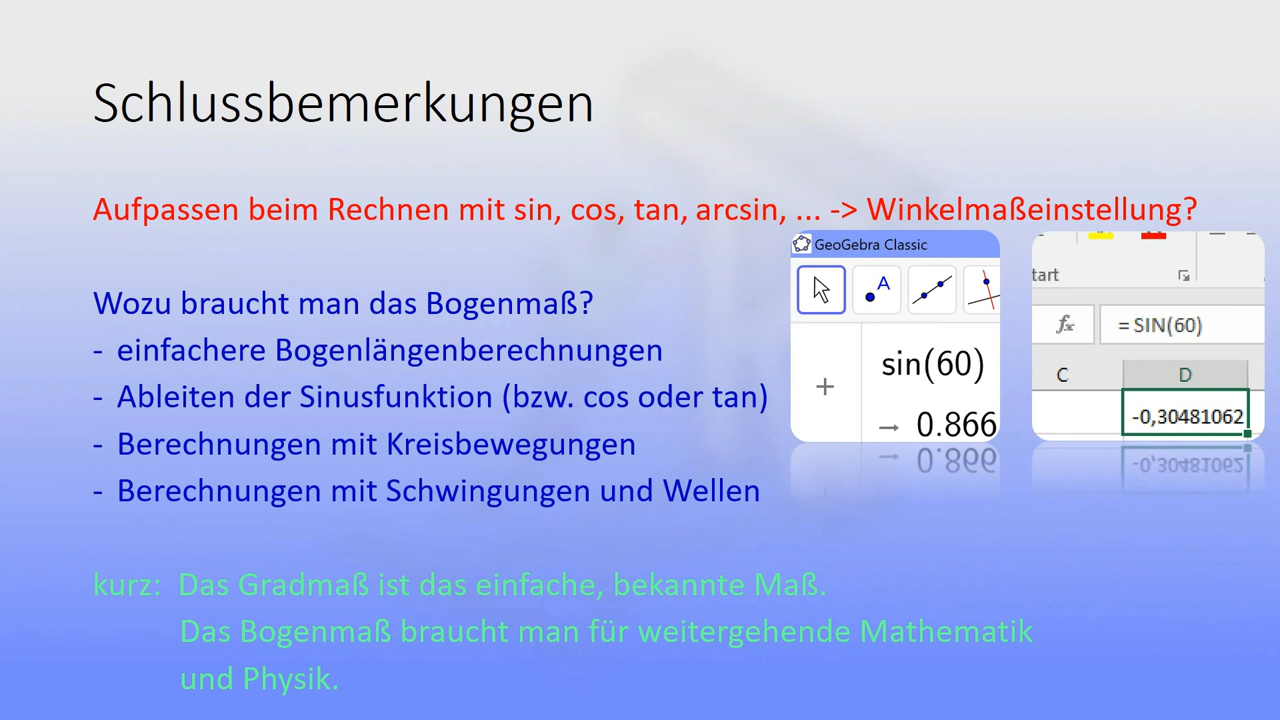 Schlussbemerkungen
Aufpassen beim Rechnen mit sin, cos, tan, arcsin, ... -> Winkelmaßeinstellung?
Wozu braucht man das Bogenmaß?
- einfachere Bogenlängenberechnungen
- Ableiten der Sinusfunktion (bzw. cos oder tan)
- Berechnungen mit Kreisbewegungen
- Berechnungen mit Schwingungen und Wellen
GeoGebra Classic
A
sin(60)
+
→ 0.866
tart
fx =SIN(60)
C D
-0,30481062
kurz: Das Gradmaß ist das einfache, bekannte Maß.
Das Bogenmaß braucht man für weitergehende Mathematik
und Physik.